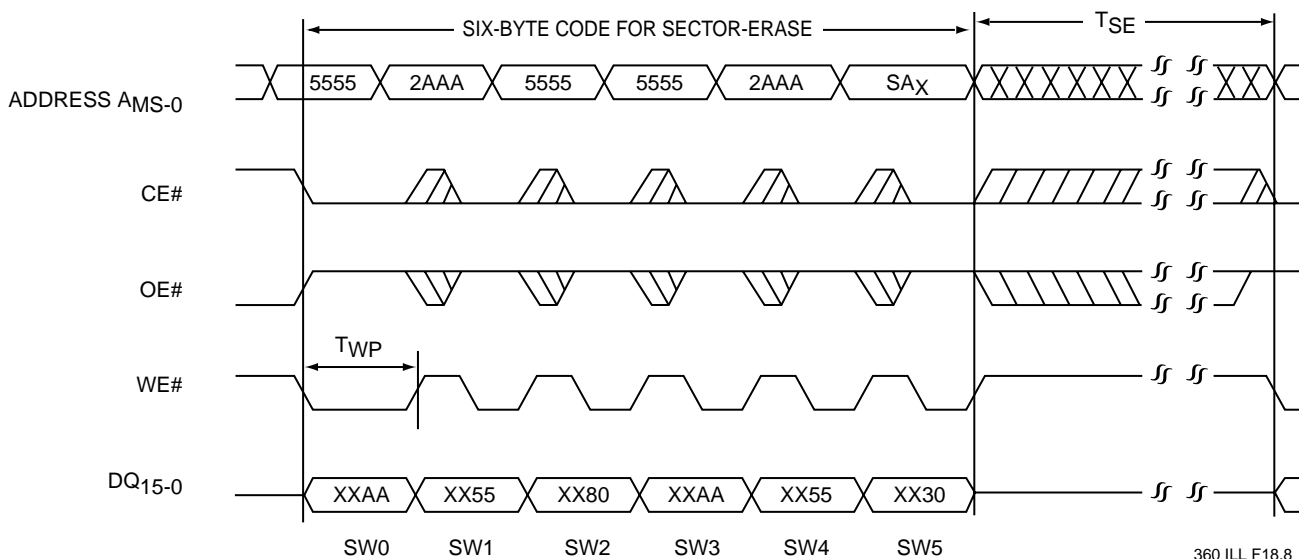 SIX-BYTE CODE FOR SECTOR-ERASE TSE
ADDRESS AMS-0 5555 2AAA 5555 5555 2AAA SAX
CE#
OE#
TWP
WE#
DQ15-0 XXAA XX55 XX80 XXAA XX55 XX30
SW0 SW1 SW2 SW3 SW4 SW5
360 ILL F18.8